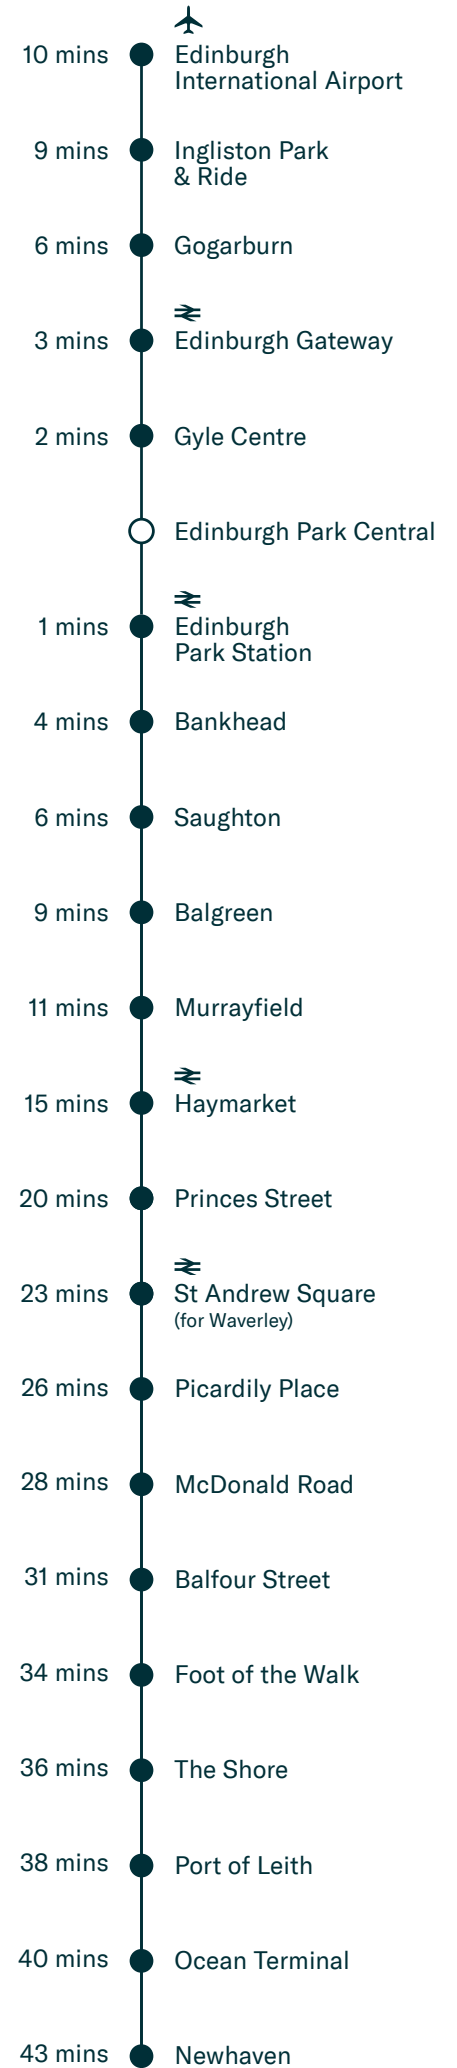 10 mins
Edinburgh
International Airport
9 mins
Ingliston Park
& Ride
6 mins
Gogarburn
3 mins
Edinburgh Gateway
2 mins
Gyle Centre
Edinburgh Park Central
1 mins
Edinburgh
Park Station
4 mins
Bankhead
6 mins
Saughton
9 mins
Balgreen
11 mins
Murrayfield
15 mins
Haymarket
20 mins
Princes Street
23 mins
St Andrew Square
(for Waverley)
26 mins
Picardily Place
28 mins
McDonald Road
31 mins
Balfour Street
34 mins
Foot of the Walk
36 mins
The Shore
38 mins
Port of Leith
40 mins
Ocean Terminal
43 mins
Newhaven